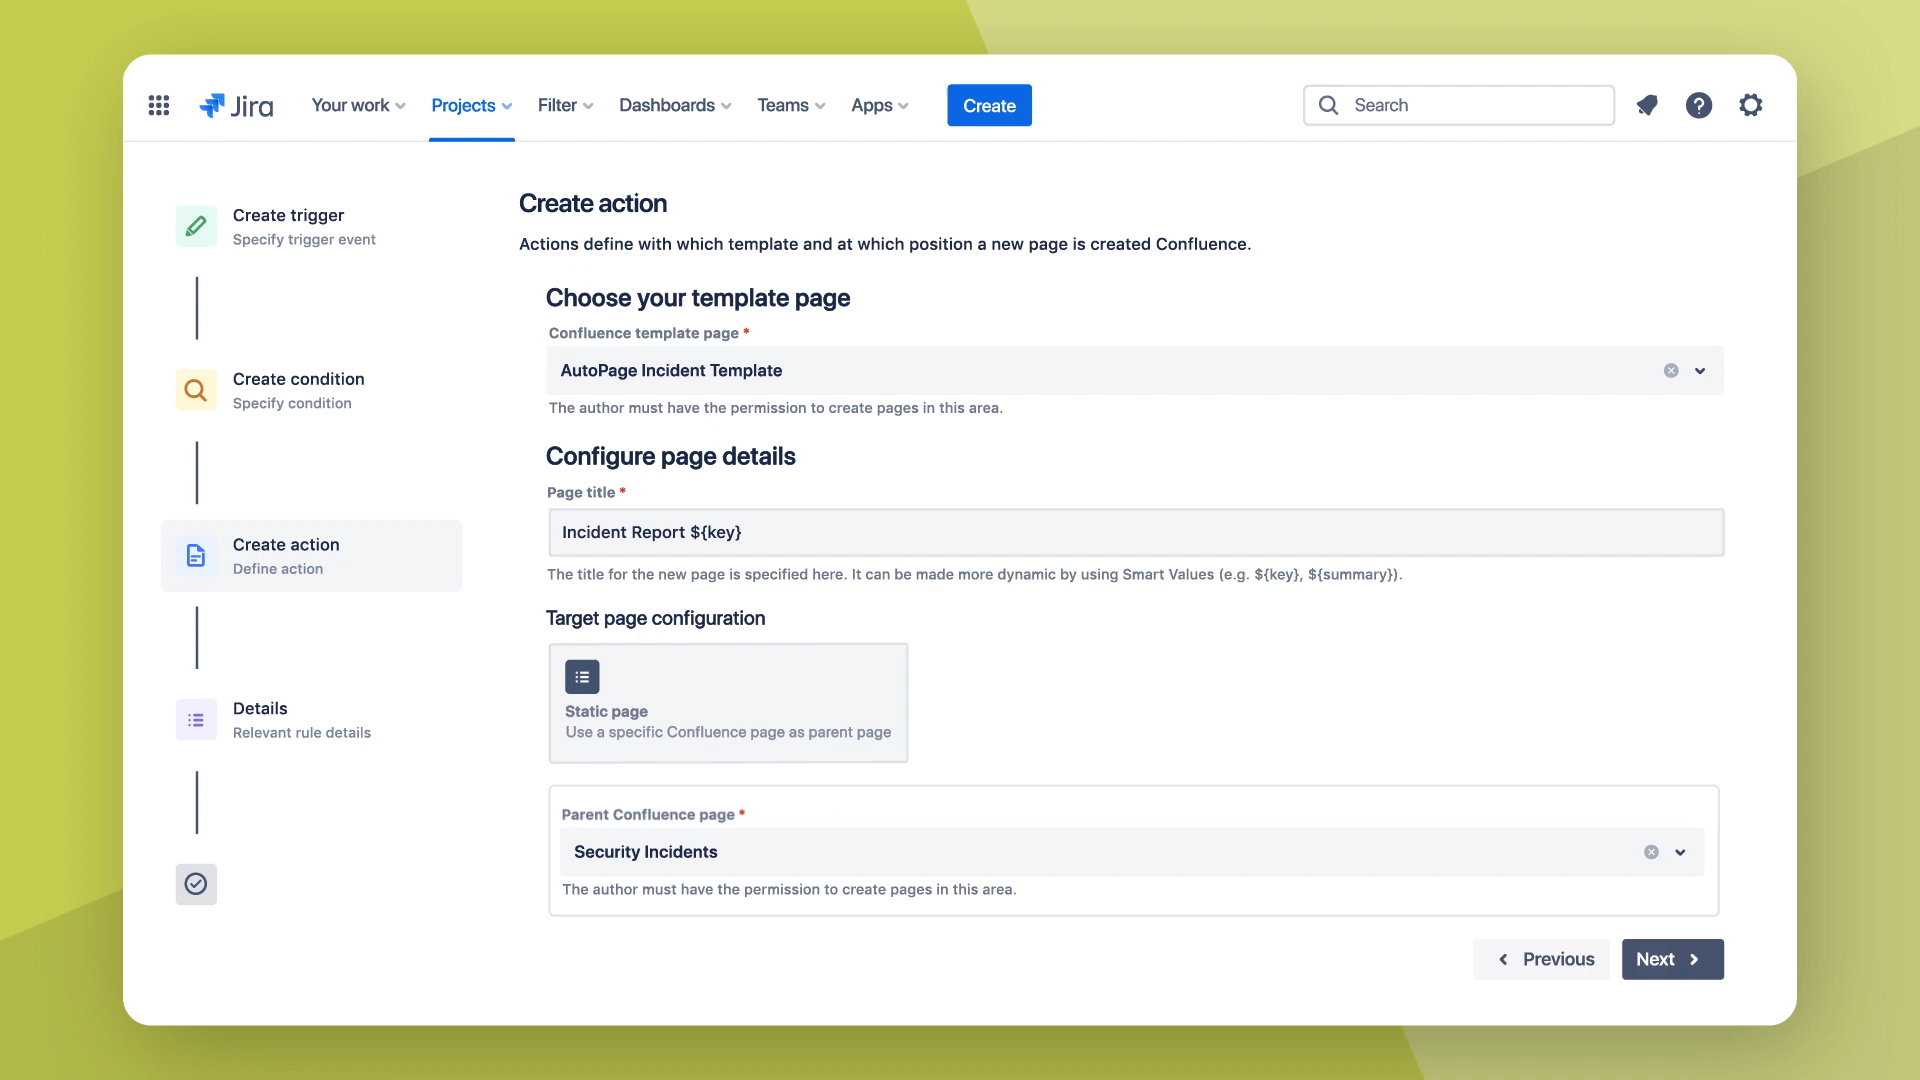 Jira
Your work
Projects
Filter
Dashboards
Teams
Apps
Create
Search
Create trigger
Specify trigger event
Create condition
Specify condition
Create action
Define action
Details
Relevant rule details
Create action
Actions define with which template and at which position a new page is created Confluence.
Choose your template page
Confluence template page *
AutoPage Incident Template
The author must have the permission to create pages in this area.
Configure page details
Page title *
Incident Report ${key}
The title for the new page is specified here. It can be made more dynamic by using Smart Values (e.g. ${key}, ${summary}).
Target page configuration
Static page
Use a specific Confluence page as parent page
Parent Confluence page *
Security Incidents
The author must have the permission to create pages in this area.
Previous
Next